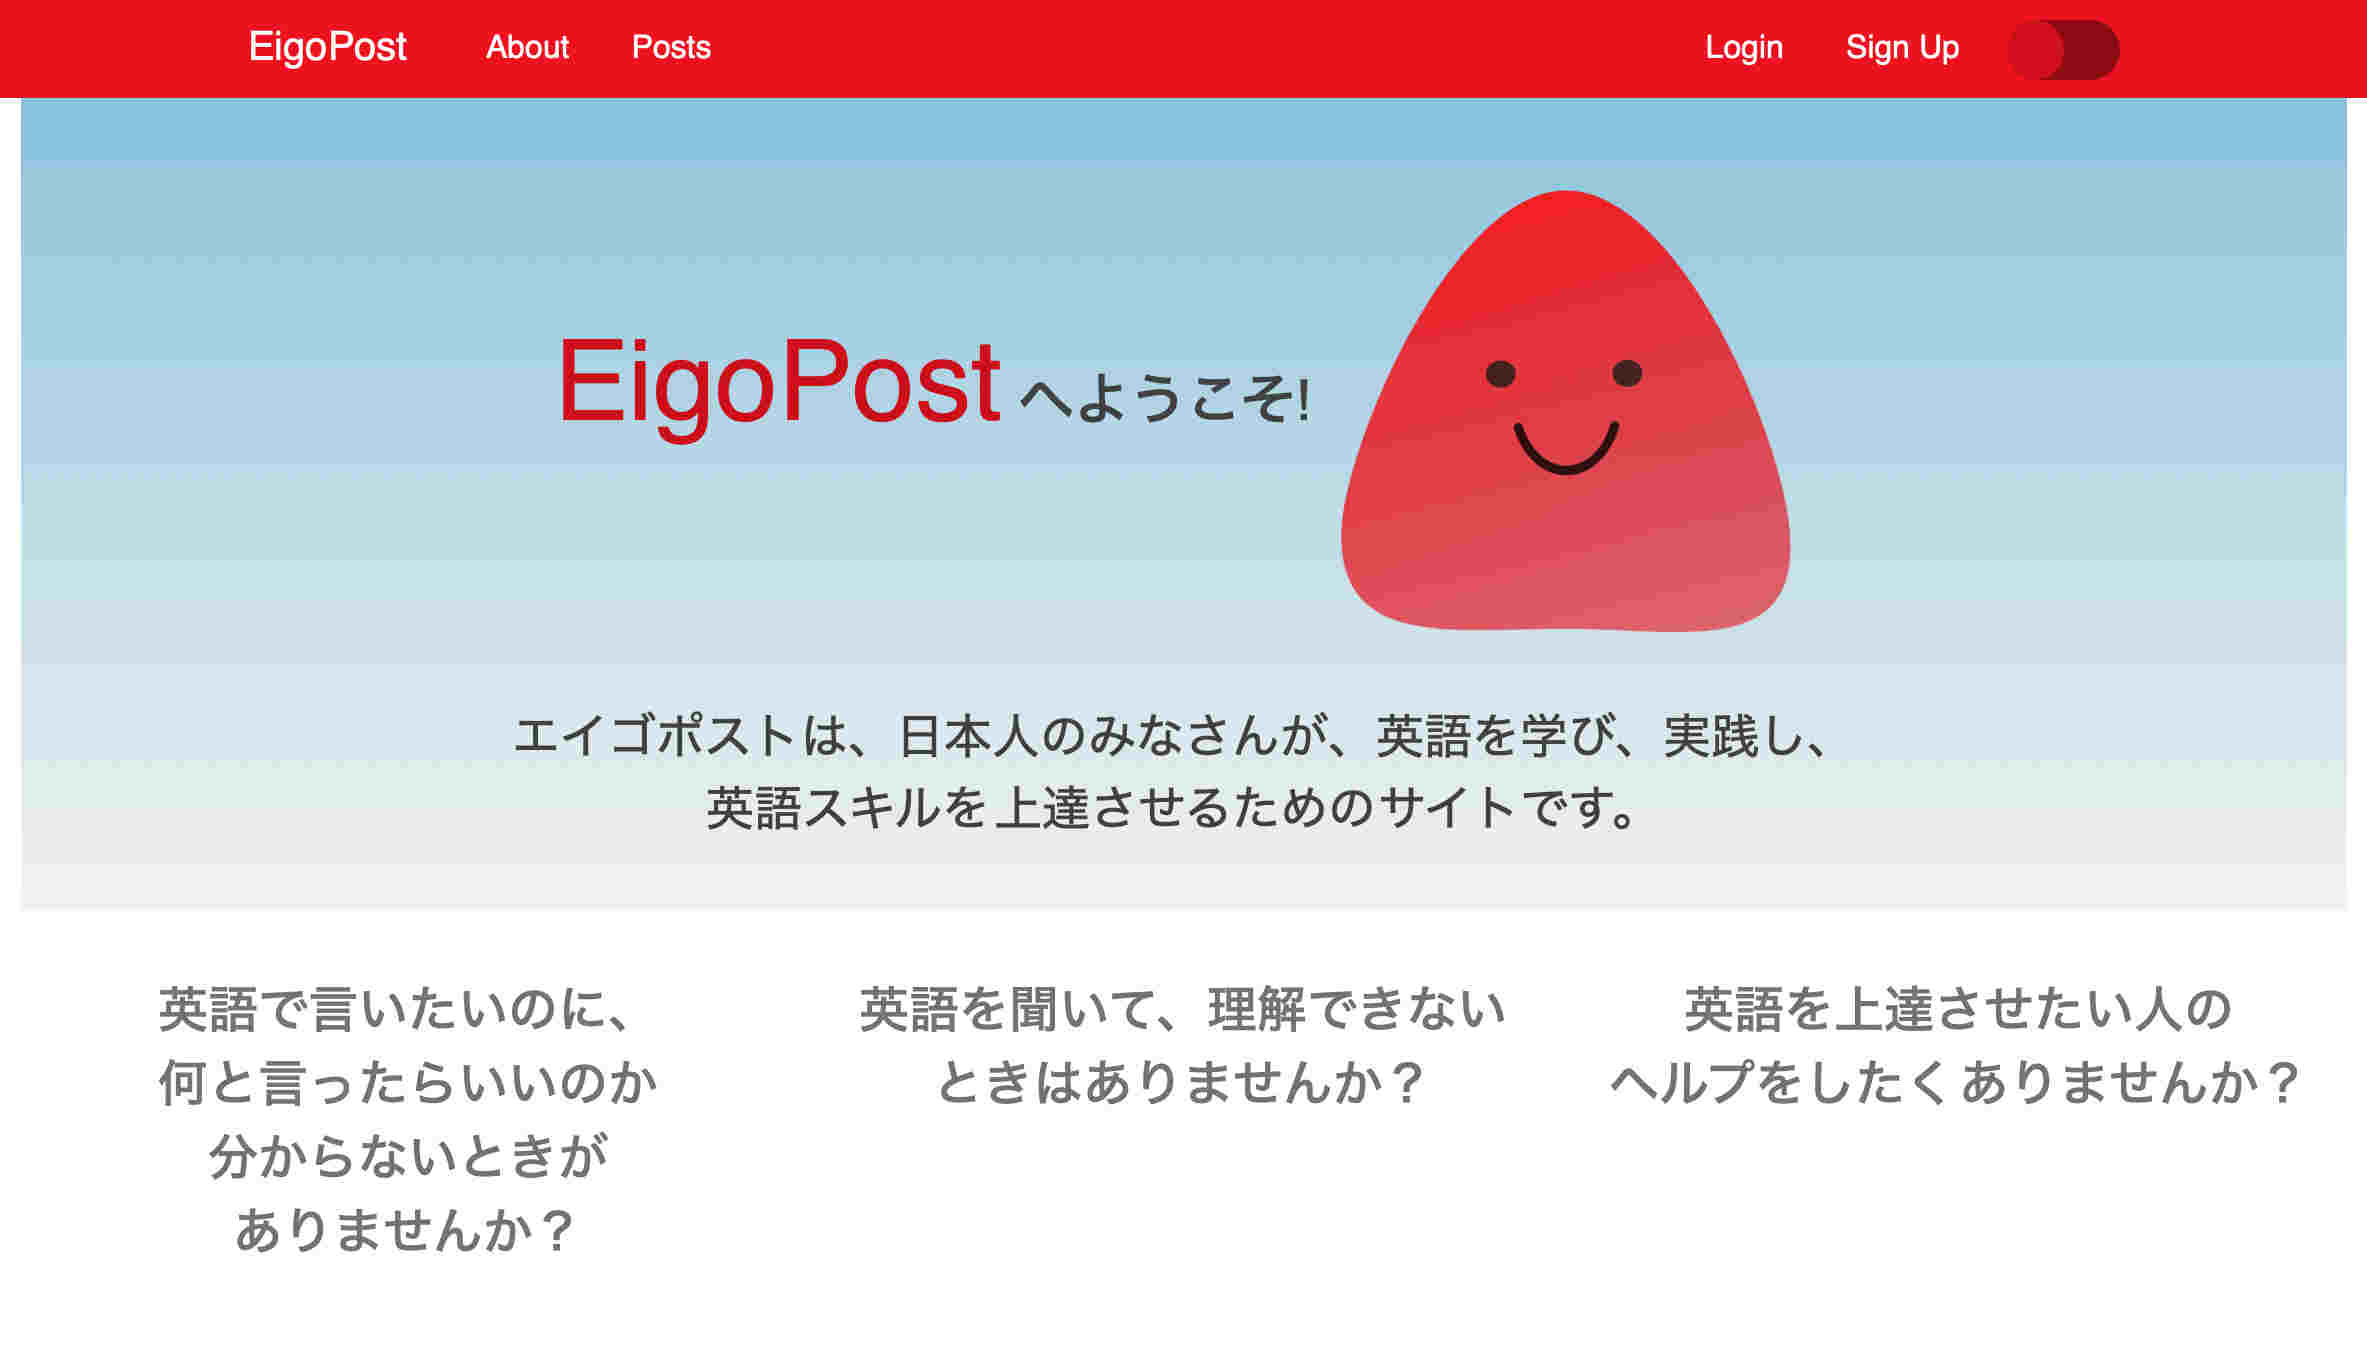 EigoPost About Posts Login Sign Up
EigoPost へようこそ!
エイゴポストは、日本人のみなさんが、英語を学び、実践し、
英語スキルを上達させるためのサイトです。
英語で言いたいのに、
何と言ったらいいのか
分からないときが
ありませんか？
英語を聞いて、理解できない
ときはありませんか？
英語を上達させたい人の
ヘルプをしたくありませんか？